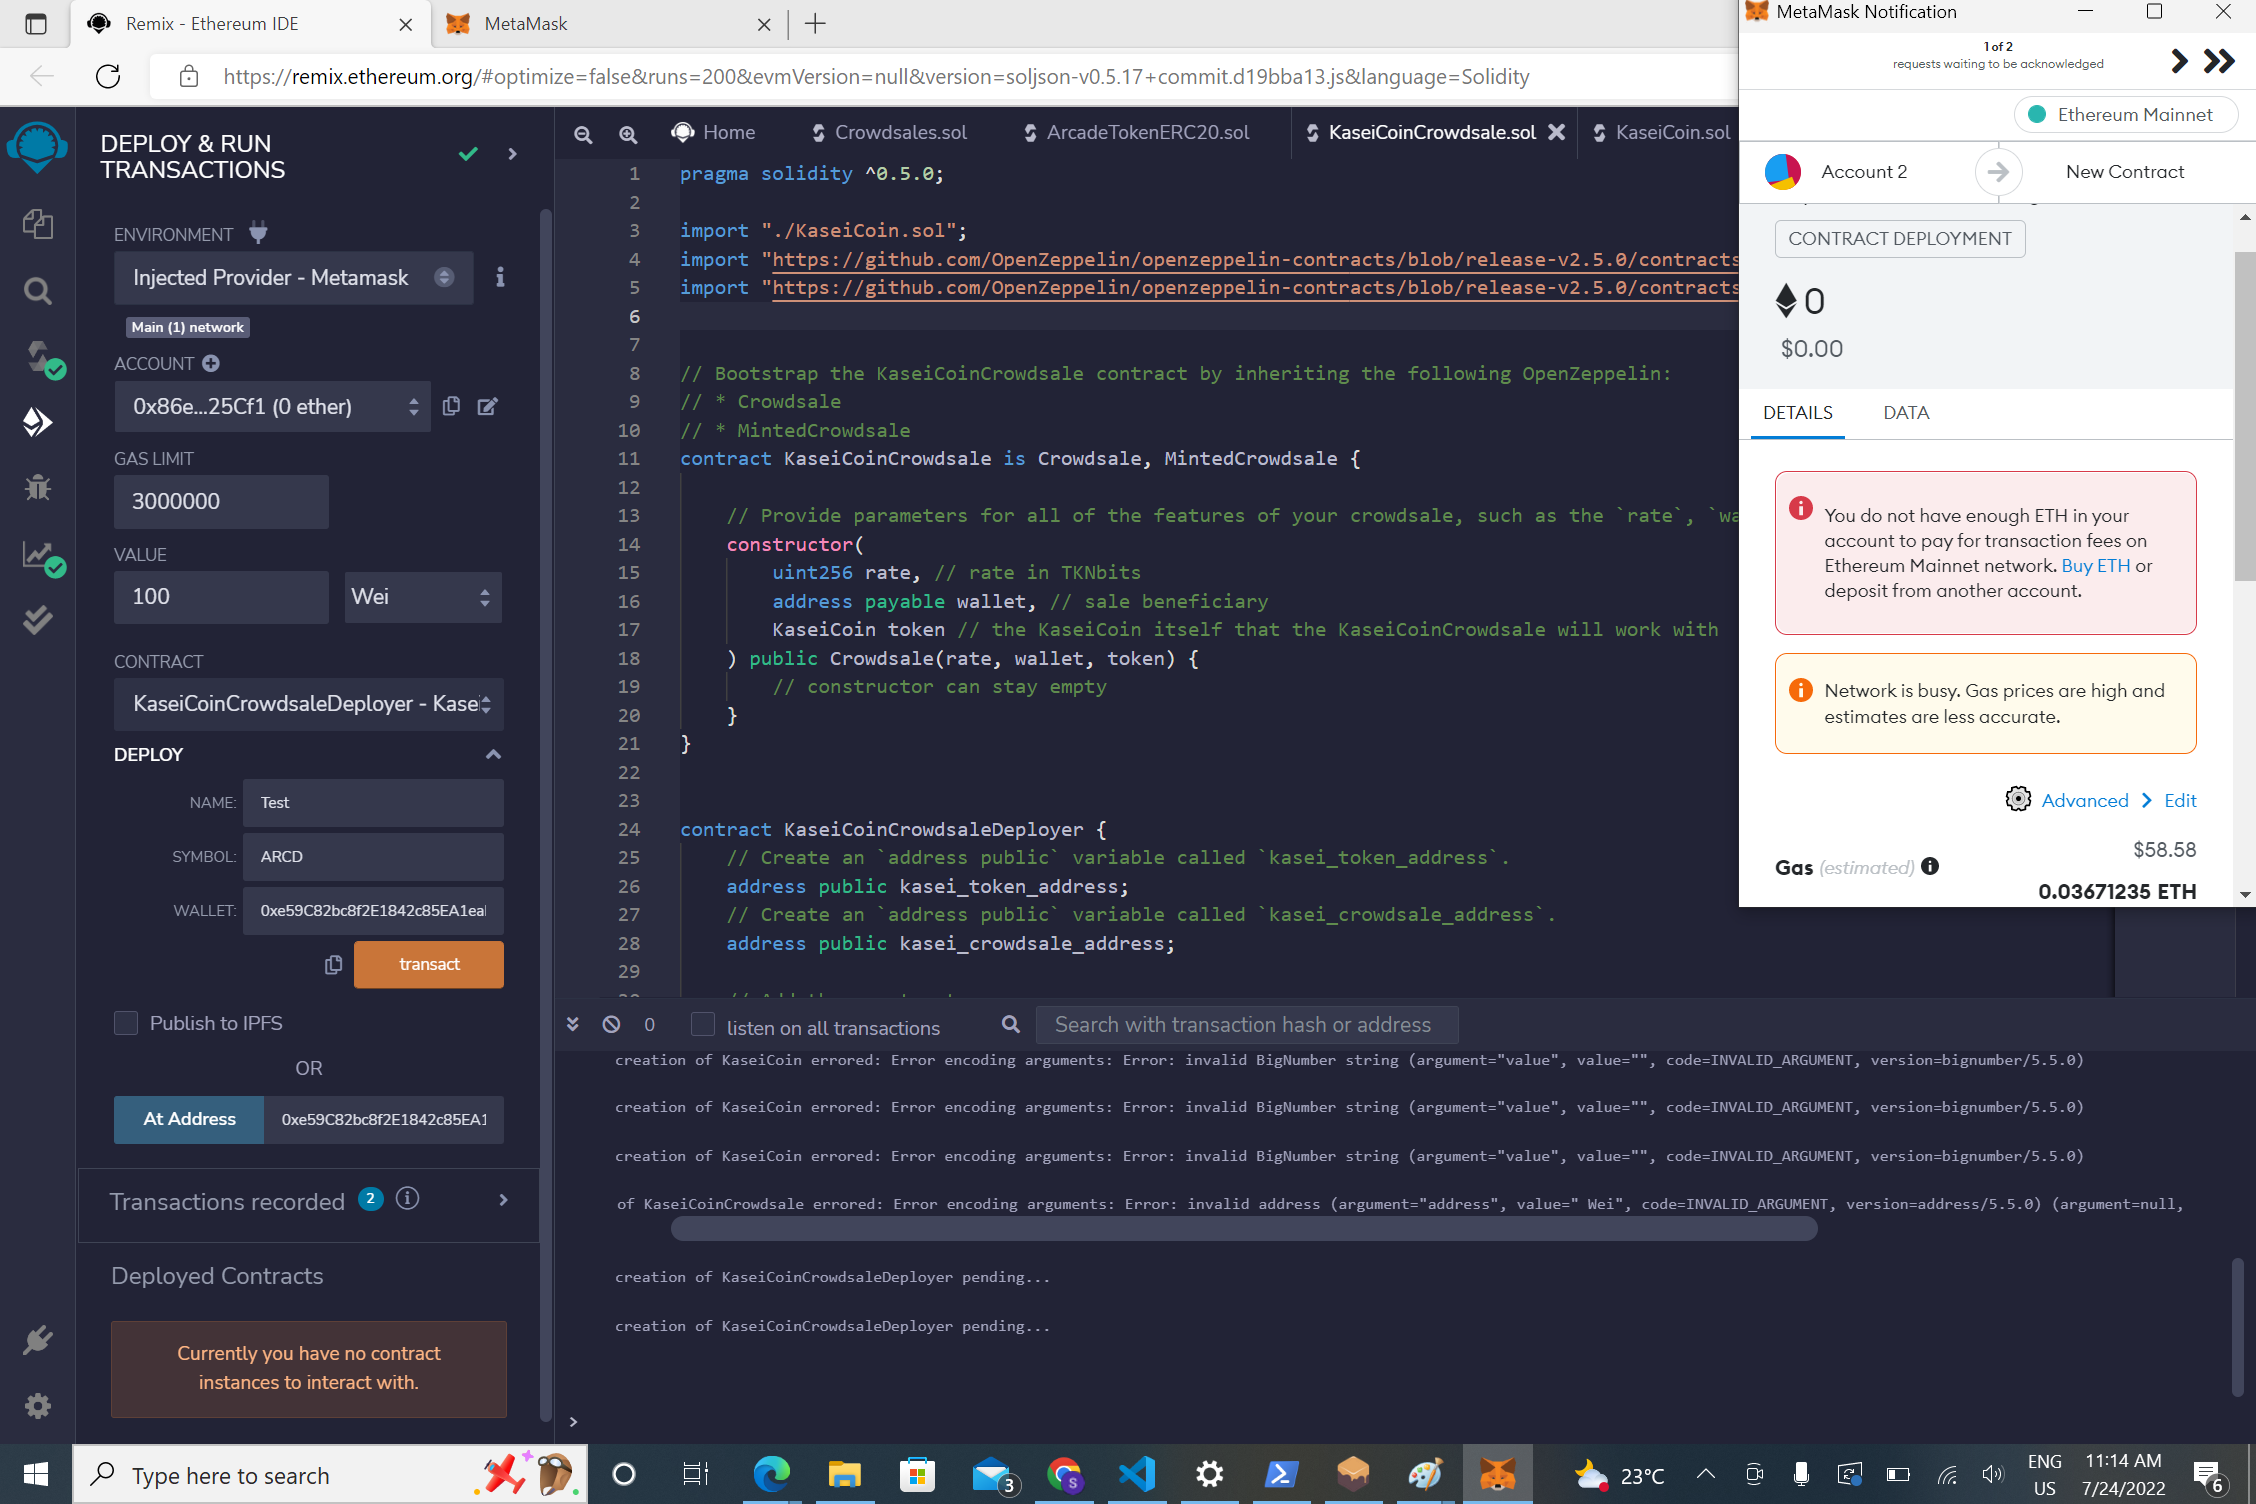 Remix - Ethereum IDE
MetaMask
https://remix.ethereum.org/#optimize=false&runs=200&evmVersion=null&version=soljson-v0.5.17+commit.d19bba13.js&language=Solidity
DEPLOY & RUN
TRANSACTIONS
ENVIRONMENT
Injected Provider - Metamask
Main (1) network
ACCOUNT
0x86e...25Cf1 (0 ether)
GAS LIMIT
3000000
VALUE
100
Wei
CONTRACT
KaseiCoinCrowdsaleDeployer - Kasei
DEPLOY
NAME: Test
SYMBOL: ARCD
WALLET: 0xe59C82bc8f2E1842c85EA1eal
transact
Publish to IPFS
OR
At Address 0xe59C82bc8f2E1842c85EA1
Transactions recorded 2
Deployed Contracts
Currently you have no contract
instances to interact with.
Home
Crowdsales.sol
ArcadeTokenERC20.sol
KaseiCoinCrowdsale.sol
KaseiCoin.sol
1 pragma solidity ^0.5.0;
2
3 import "./KaseiCoin.sol";
4 import "https://github.com/OpenZeppelin/openzeppelin-contracts/blob/release-v2.5.0/contracts
5 import "https://github.com/OpenZeppelin/openzeppelin-contracts/blob/release-v2.5.0/contracts
6
7
8 // Bootstrap the KaseiCoinCrowdsale contract by inheriting the following OpenZeppelin:
9 // * Crowdsale
10 // * MintedCrowdsale
11 contract KaseiCoinCrowdsale is Crowdsale, MintedCrowdsale {
12
13 // Provide parameters for all of the features of your crowdsale, such as the `rate`, `wa
14 constructor(
15 uint256 rate, // rate in TKNbits
16 address payable wallet, // sale beneficiary
17 KaseiCoin token // the KaseiCoin itself that the KaseiCoinCrowdsale will work with
18 ) public Crowdsale(rate, wallet, token) {
19 // constructor can stay empty
20 }
21 }
22
23
24 contract KaseiCoinCrowdsaleDeployer {
25 // Create an `address public` variable called `kasei_token_address`.
26 address public kasei_token_address;
27 // Create an `address public` variable called `kasei_crowdsale_address`.
28 address public kasei_crowdsale_address;
29
0
listen on all transactions
Search with transaction hash or address
creation of KaseiCoin errored: Error encoding arguments: Error: invalid BigNumber string (argument="value", value="", code=INVALID_ARGUMENT, version=bignumber/5.5.0)
creation of KaseiCoin errored: Error encoding arguments: Error: invalid BigNumber string (argument="value", value="", code=INVALID_ARGUMENT, version=bignumber/5.5.0)
creation of KaseiCoin errored: Error encoding arguments: Error: invalid BigNumber string (argument="value", value="", code=INVALID_ARGUMENT, version=bignumber/5.5.0)
of KaseiCoinCrowdsale errored: Error encoding arguments: Error: invalid address (argument="address", value=" Wei", code=INVALID_ARGUMENT, version=address/5.5.0) (argument=null,
creation of KaseiCoinCrowdsaleDeployer pending...
creation of KaseiCoinCrowdsaleDeployer pending...
>
MetaMask Notification
1 of 2
requests waiting to be acknowledged
Ethereum Mainnet
Account 2
New Contract
CONTRACT DEPLOYMENT
0
$0.00
DETAILS
DATA
You do not have enough ETH in your
account to pay for transaction fees on
Ethereum Mainnet network. Buy ETH or
deposit from another account.
Network is busy. Gas prices are high and
estimates are less accurate.
Advanced
Edit
$58.58
Gas (estimated)
0.03671235 ETH
Type here to search
3
S
23°C
ENG
US
11:14 AM
7/24/2022
6